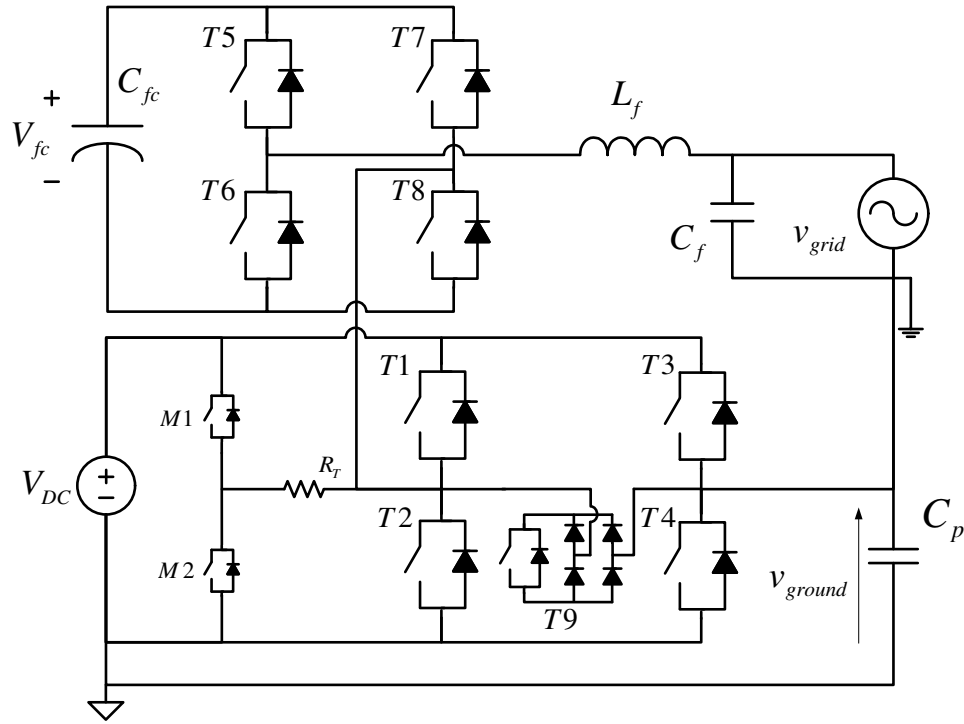 T5
T7
C_fc
+
V_fc
−
L_f
T6
T8
C_f
v_grid
T1
T3
M1
R_T
V_DC
+
−
T2
T4
C_p
M2
v_ground
T9